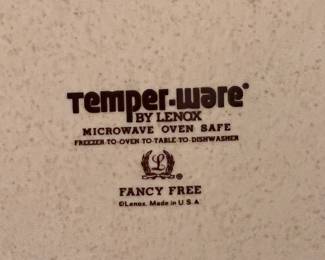 Temper-ware®
BY LENOX
MICROWAVE OVEN SAFE
FREEZER-TO-OVEN-TO-TABLE-TO-DISHWASHER
L ®
FANCY FREE
©Lenox. Made in U.S.A